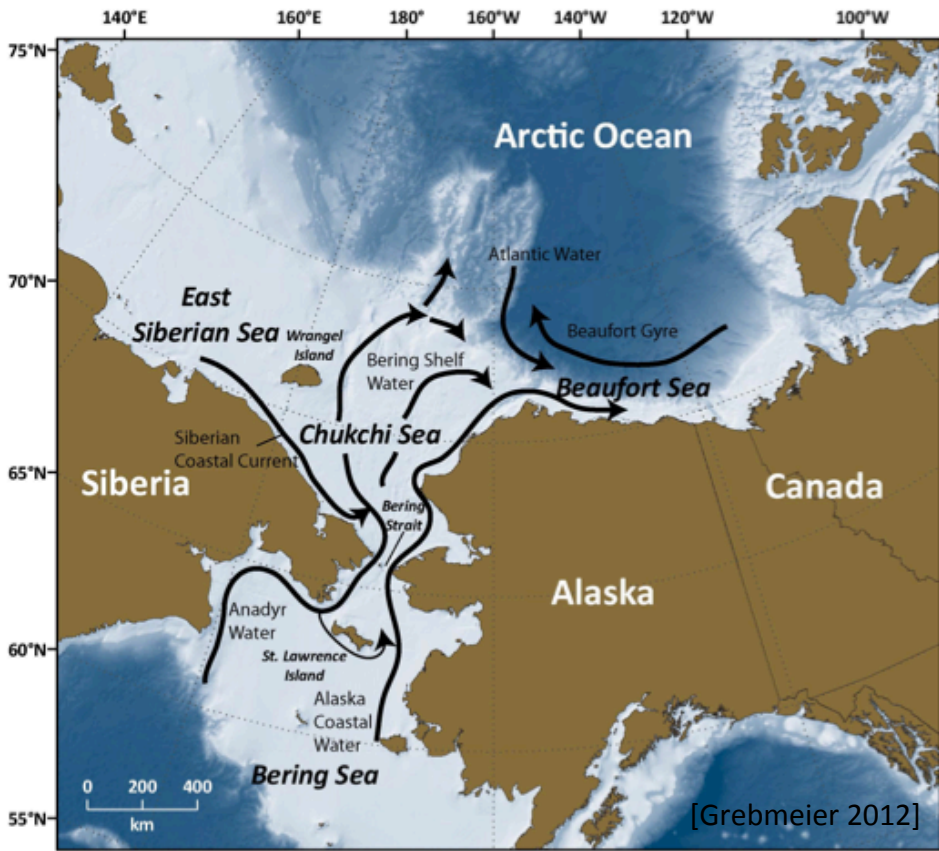 140°E 160°E 180° 160°W 140°W 120°W 100°W
75°N
Arctic Ocean
Atlantic Water
70°N
East
Siberian Sea
Wrangel
Island
Beaufort Gyre
Bering Shelf
Water
Beaufort Sea
Chukchi Sea
Siberian
Coastal Current
65°N
Siberia
Canada
Bering
Strait
Alaska
Anadyr
Water
60°N
St. Lawrence
Island
Alaska
Coastal
Water
Bering Sea
0 200 400
km
[Grebmeier 2012]
55°N